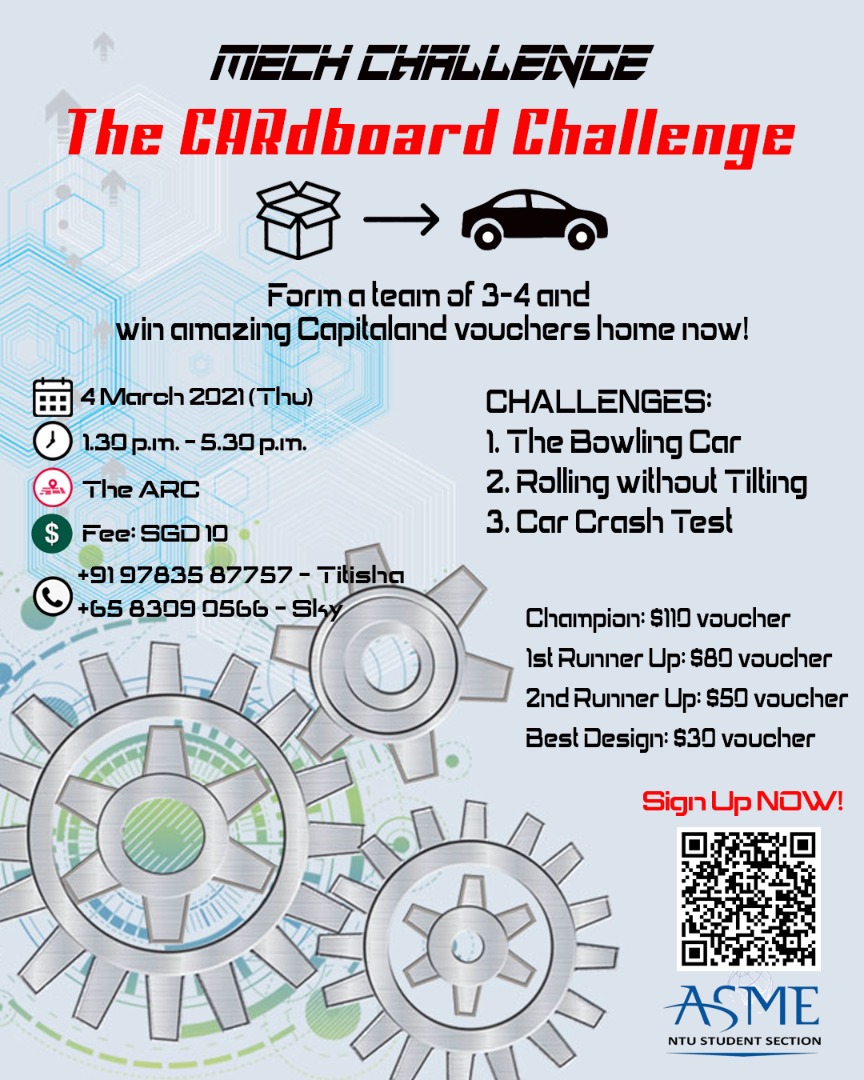 MECH CHALLENGE
The CARdboard Challenge
Form a team of 3-4 and
win amazing Capitaland vouchers home now!
4 March 2021 (Thu)
1.30 p.m. - 5.30 p.m.
The ARC
$ Fee: SGD 10
+91 97835 87757 - Titisha
+65 8309 0566 - Sky
CHALLENGES:
1. The Bowling Car
2. Rolling without Tilting
3. Car Crash Test
Champion: $110 voucher
1st Runner Up: $80 voucher
2nd Runner Up: $50 voucher
Best Design: $30 voucher
Sign Up NOW!
ASME
NTU STUDENT SECTION